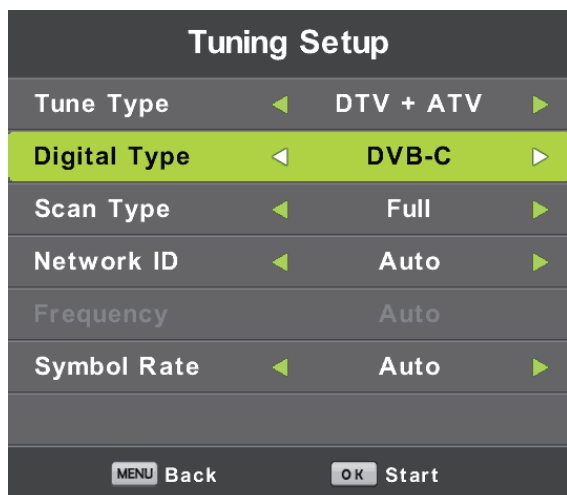 Tuning Setup
Tune Type DTV + ATV
Digital Type DVB-C
Scan Type Full
Network ID Auto
Frequency Auto
Symbol Rate Auto
MENU Back OK Start